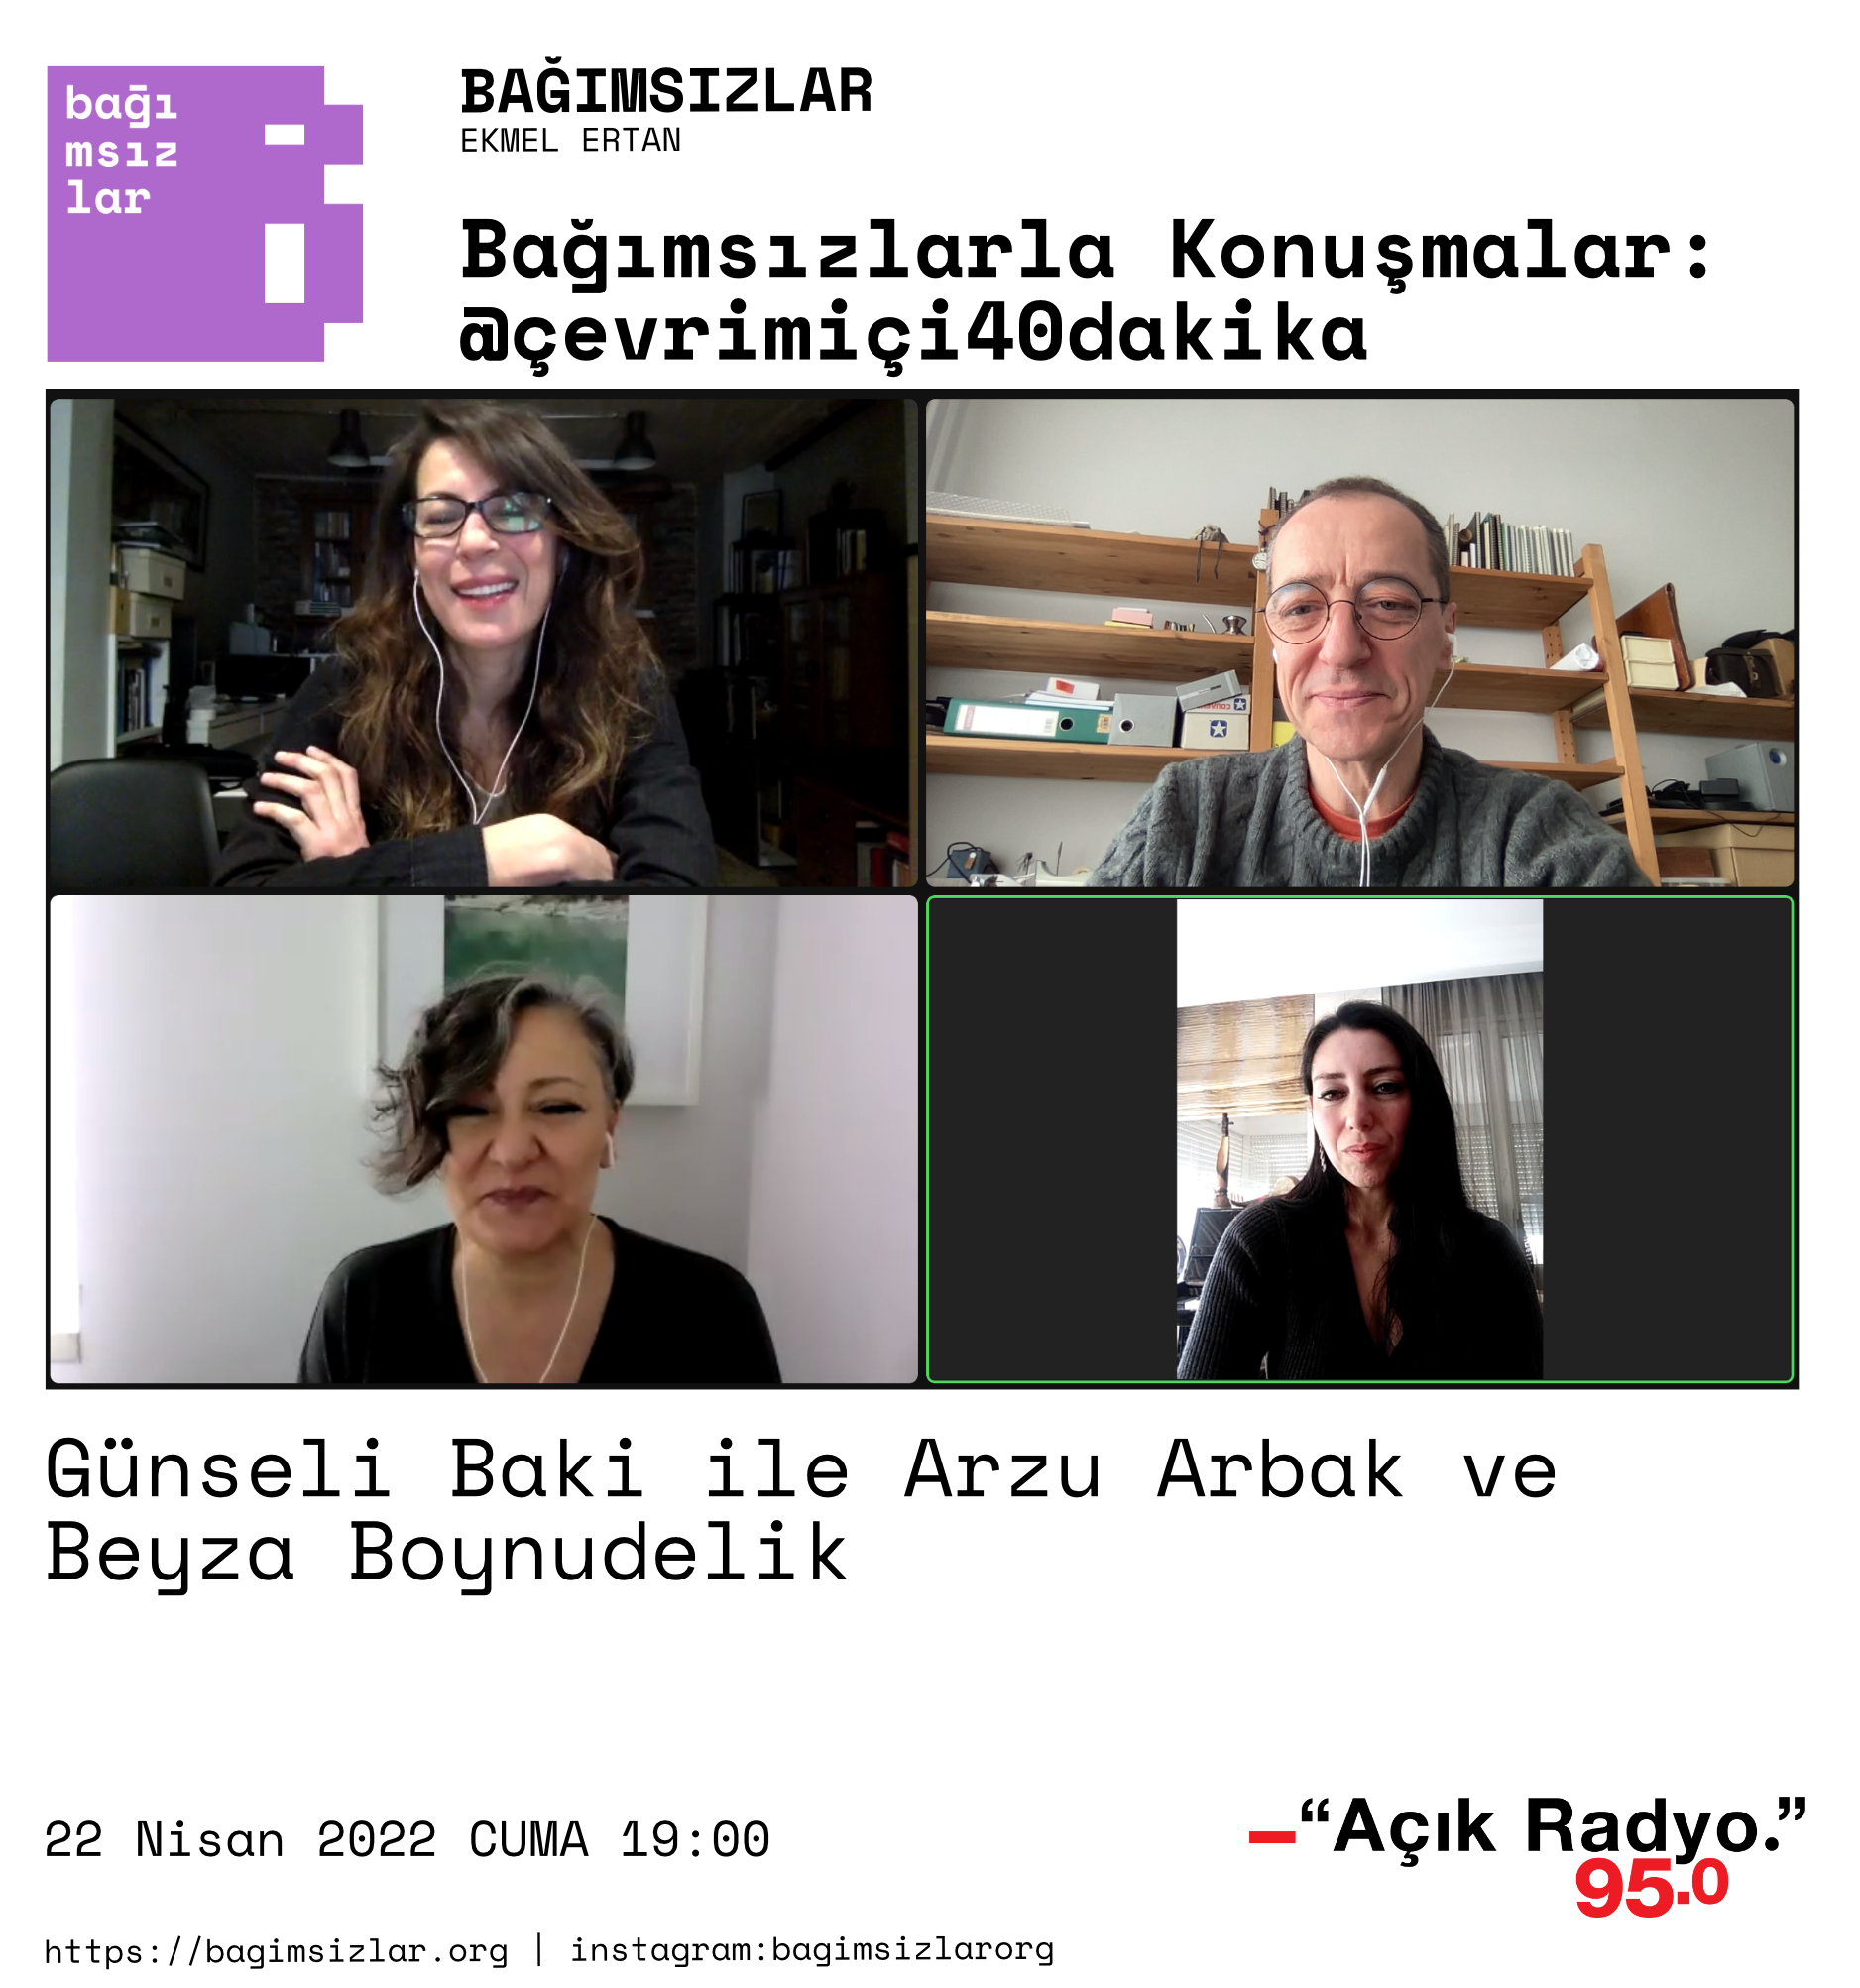 bağı
msız
lar
BAĞIMSIZLAR
EKMEL ERTAN
Bağımsızlarla Konuşmalar:
@çevrimiçi40dakika
Günseli Baki ile Arzu Arbak ve
Beyza Boynudelik
22 Nisan 2022 CUMA 19:00
“Açık Radyo.”
95.0
https://bagimsizlar.org | instagram:bagimsizlarorg